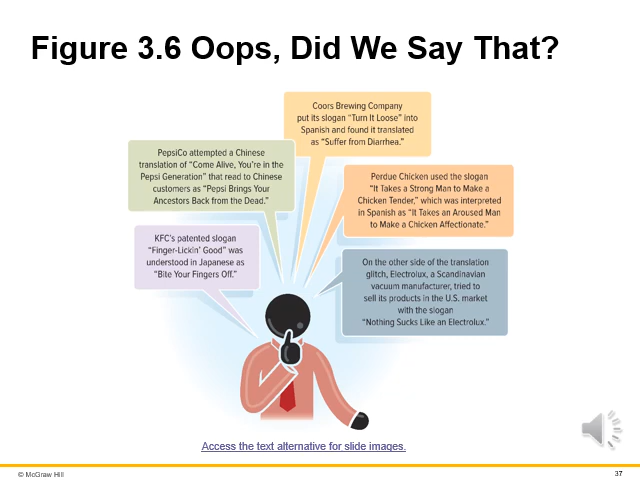 Figure 3.6 Oops, Did We Say That?
Coors Brewing Company
put its slogan “Turn It Loose” into
Spanish and found it translated
as “Suffer from Diarrhea.”
PepsiCo attempted a Chinese
translation of “Come Alive, You’re in the
Pepsi Generation” that read to Chinese
customers as “Pepsi Brings Your
Ancestors Back from the Dead.”
Perdue Chicken used the slogan
“It Takes a Strong Man to Make a
Chicken Tender,” which was interpreted
in Spanish as “It Takes an Aroused Man
to Make a Chicken Affectionate.”
KFC’s patented slogan
“Finger-Lickin’ Good” was
understood in Japanese as
“Bite Your Fingers Off.”
On the other side of the translation
glitch, Electrolux, a Scandinavian
vacuum manufacturer, tried to
sell its products in the U.S. market
with the slogan
“Nothing Sucks Like an Electrolux.”
Access the text alternative for slide images.
© McGraw Hill
37